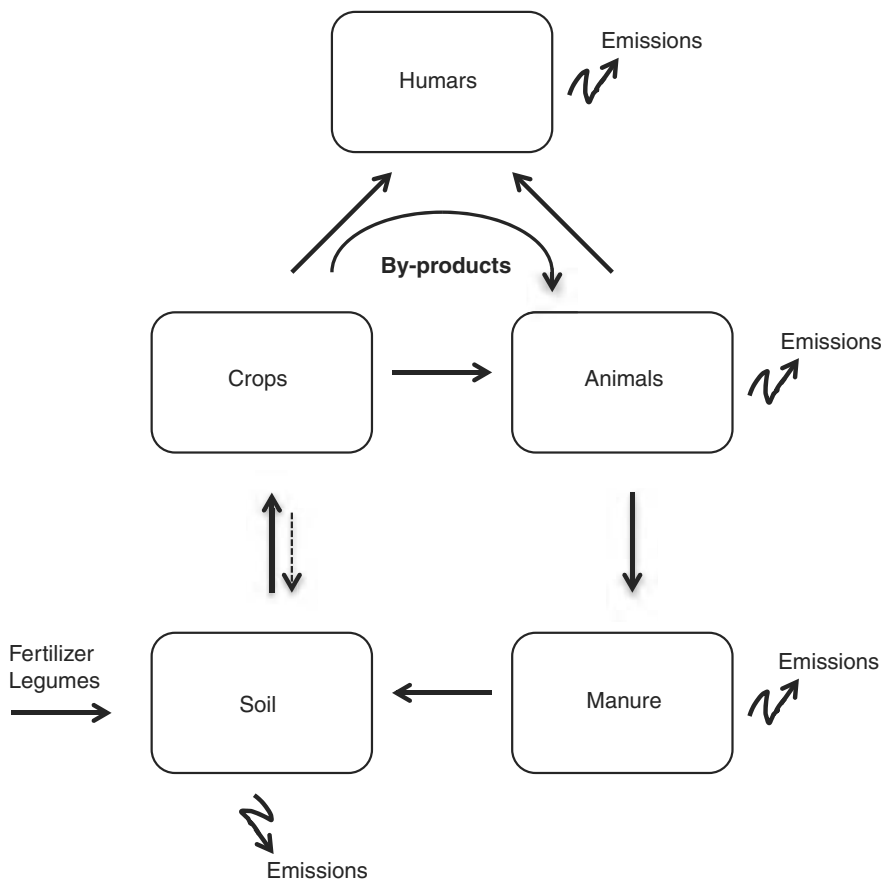 Emissions
Humars
By-products
Emissions
Crops
Animals
Fertilizer
Legumes
Emissions
Soil
Manure
Emissions